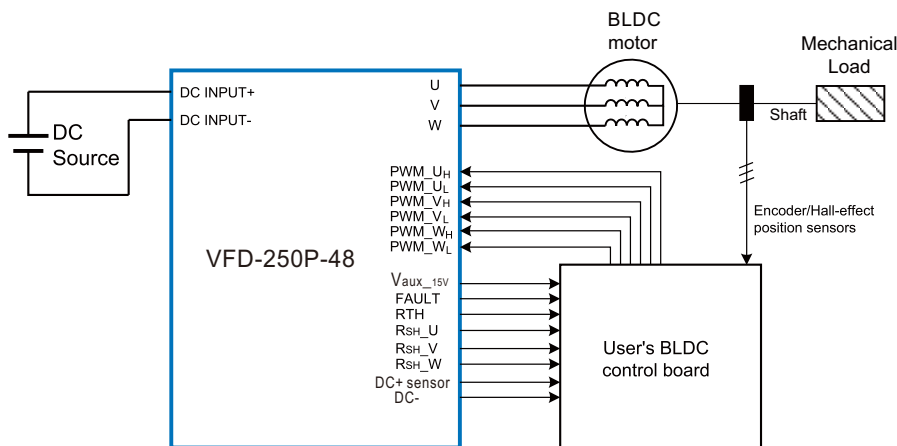 BLDC
motor
Mechanical
Load
Shaft
DC INPUT+
DC INPUT-
U
V
W
DC
Source
PWM_UH
PWM_UL
PWM_VH
PWM_VL
PWM_WH
PWM_WL
Encoder/Hall-effect
position sensors
VFD-250P-48
Vaux_15V
FAULT
RTH
RSH_U
RSH_V
RSH_W
DC+ sensor
DC-
User's BLDC
control board